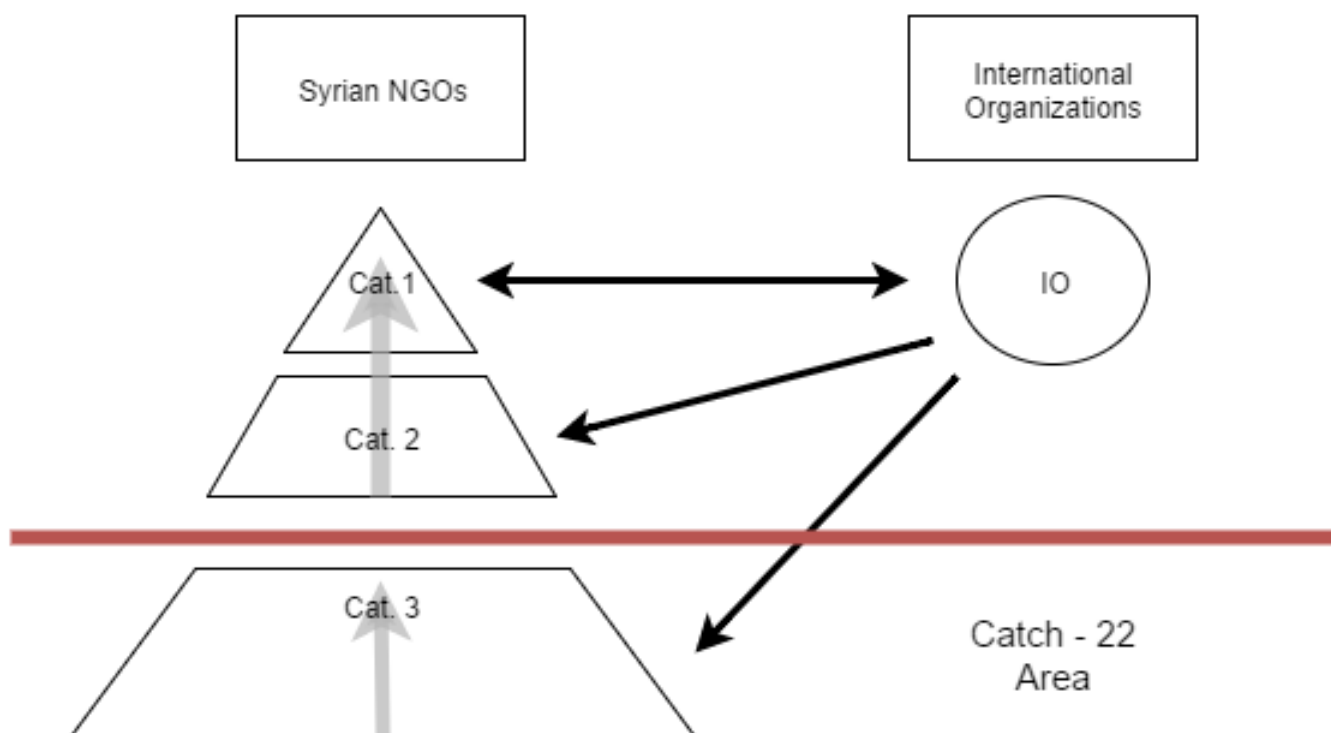 Syrian NGOs
International
Organizations
Cat.1
IO
Cat. 2
Cat. 3
Catch - 22
Area